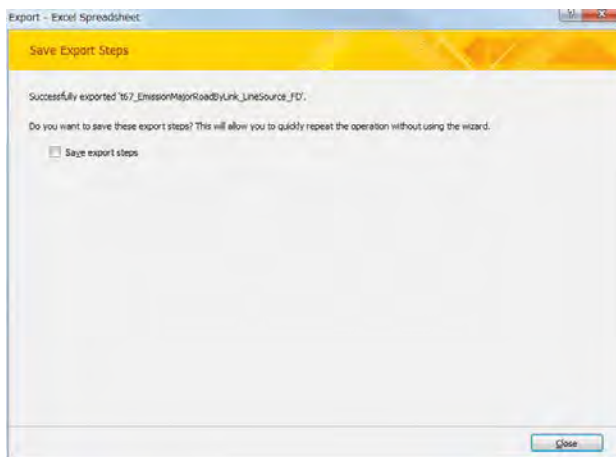 Export - Excel Spreadsheet
Save Export Steps
Successfully exported 't67_EmissionMajorRoadByLink_LineSource_FD'.
Do you want to save these export steps? This will allow you to quickly repeat the operation without using the wizard.
Save export steps
Close